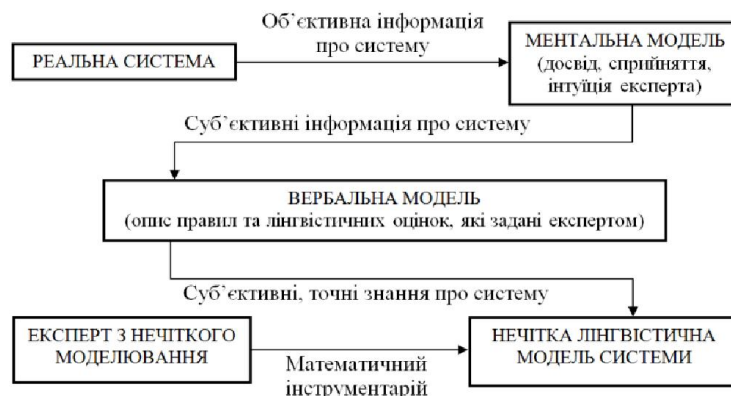 Об’єктивна інформація
про систему
РЕАЛЬНА СИСТЕМА
МЕНТАЛЬНА МОДЕЛЬ
(досвід, сприйняття,
інтуїція експерта)
Суб’єктивні інформація про систему
ВЕРБАЛЬНА МОДЕЛЬ
(опис правил та лінгвістичних оцінок, які задані експертом)
Суб’єктивні, точні знання про систему
ЕКСПЕРТ З НЕЧІТКОГО
МОДЕЛЮВАННЯ
НЕЧІТКА ЛІНГВІСТИЧНА
МОДЕЛЬ СИСТЕМИ
Математичний
інструментарій